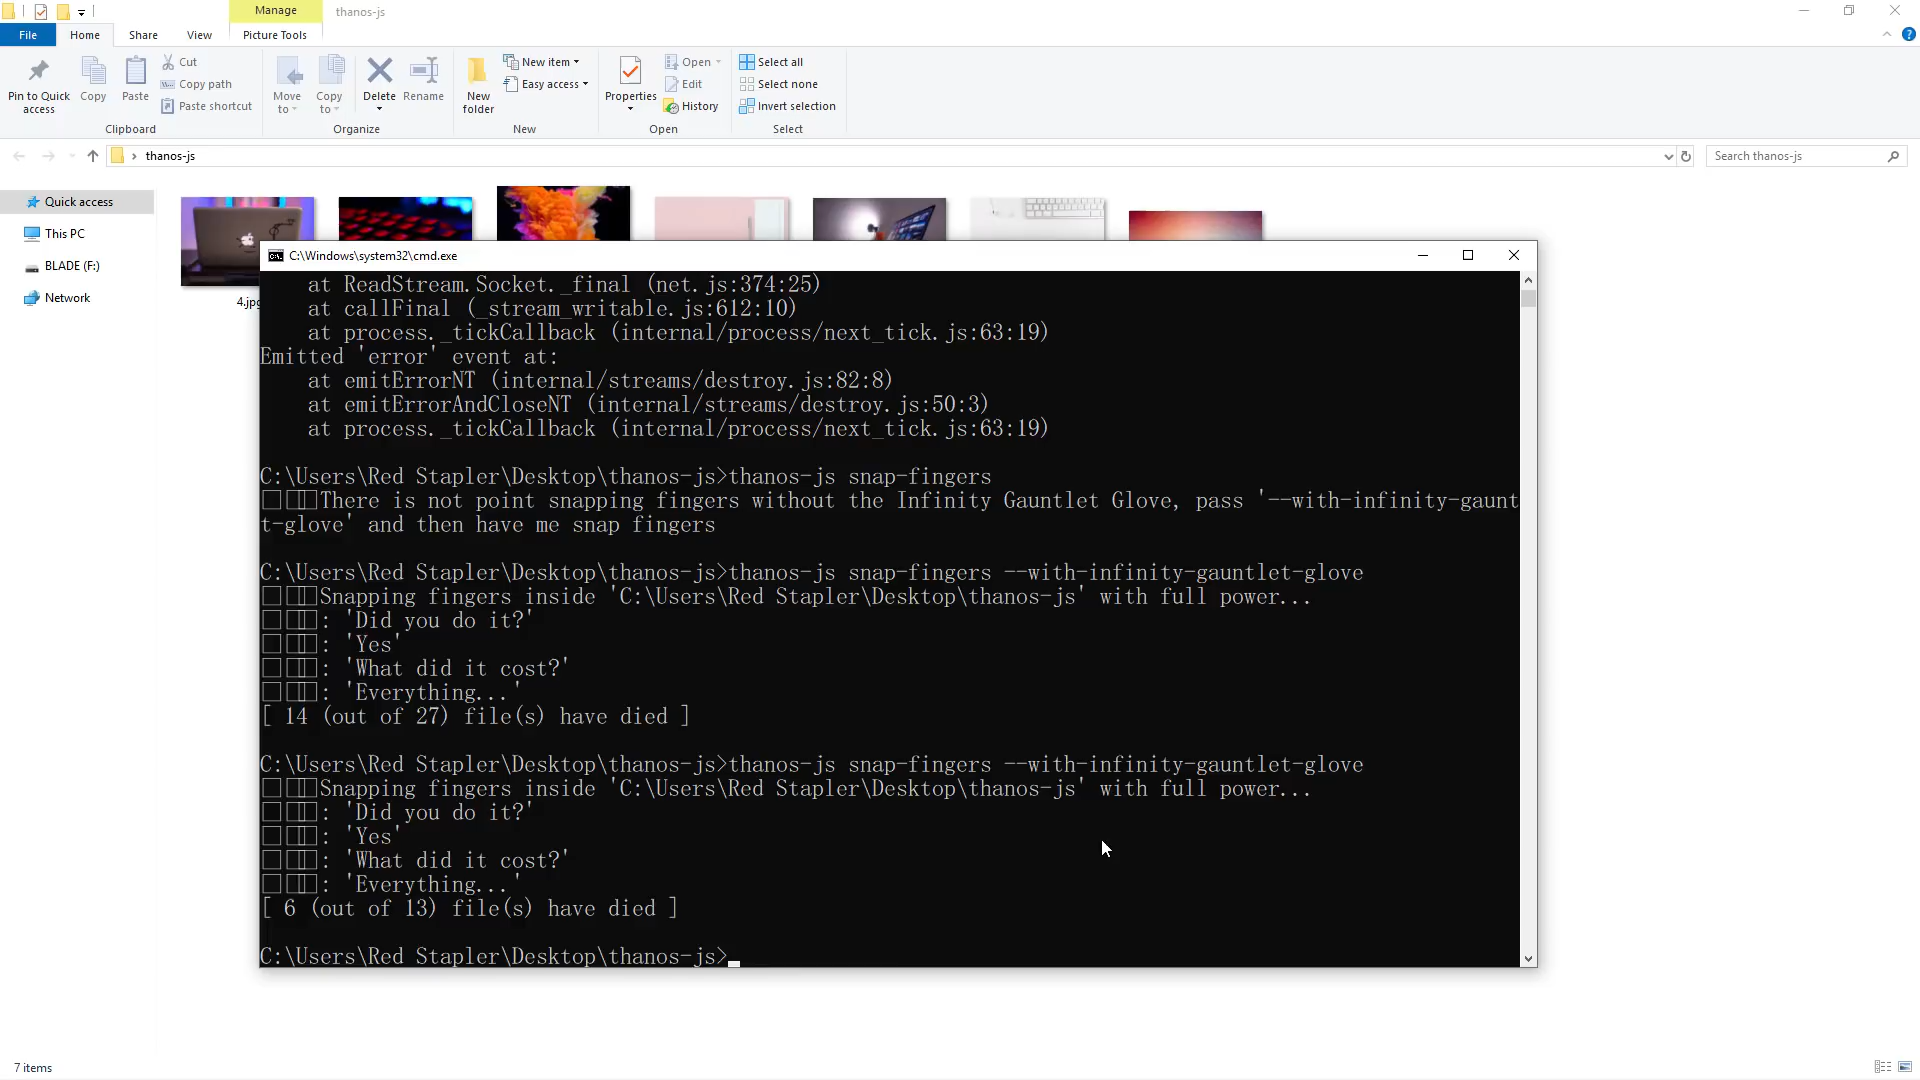 Manage
thanos-js
File
Home
Share
View
Picture Tools
Pin to Quick
access
Copy
Paste
Cut
Copy path
Paste shortcut
Clipboard
Move
to
Copy
to
Delete
Rename
Organize
New
folder
New item
Easy access
New
Properties
Open
Edit
History
Open
Select all
Select none
Invert selection
Select
thanos-js
Search thanos-js
Quick access
This PC
BLADE (F:)
Network
4.jpg
C:\Windows\system32\cmd.exe
at ReadStream.Socket._final (net.js:374:25)
at callFinal (_stream_writable.js:612:10)
at process._tickCallback (internal/process/next_tick.js:63:19)
Emitted 'error' event at:
at emitErrorNT (internal/streams/destroy.js:82:8)
at emitErrorAndCloseNT (internal/streams/destroy.js:50:3)
at process._tickCallback (internal/process/next_tick.js:63:19)
C:\Users\Red Stapler\Desktop\thanos-js>thanos-js snap-fingers
There is not point snapping fingers without the Infinity Gauntlet Glove, pass '--with-infinity-gaunt
t-glove' and then have me snap fingers
C:\Users\Red Stapler\Desktop\thanos-js>thanos-js snap-fingers --with-infinity-gauntlet-glove
Snapping fingers inside 'C:\Users\Red Stapler\Desktop\thanos-js' with full power...
: 'Did you do it?'
: 'Yes'
: 'What did it cost?'
: 'Everything...'
[ 14 (out of 27) file(s) have died ]
C:\Users\Red Stapler\Desktop\thanos-js>thanos-js snap-fingers --with-infinity-gauntlet-glove
Snapping fingers inside 'C:\Users\Red Stapler\Desktop\thanos-js' with full power...
: 'Did you do it?'
: 'Yes'
: 'What did it cost?'
: 'Everything...'
[ 6 (out of 13) file(s) have died ]
C:\Users\Red Stapler\Desktop\thanos-js>
7 items